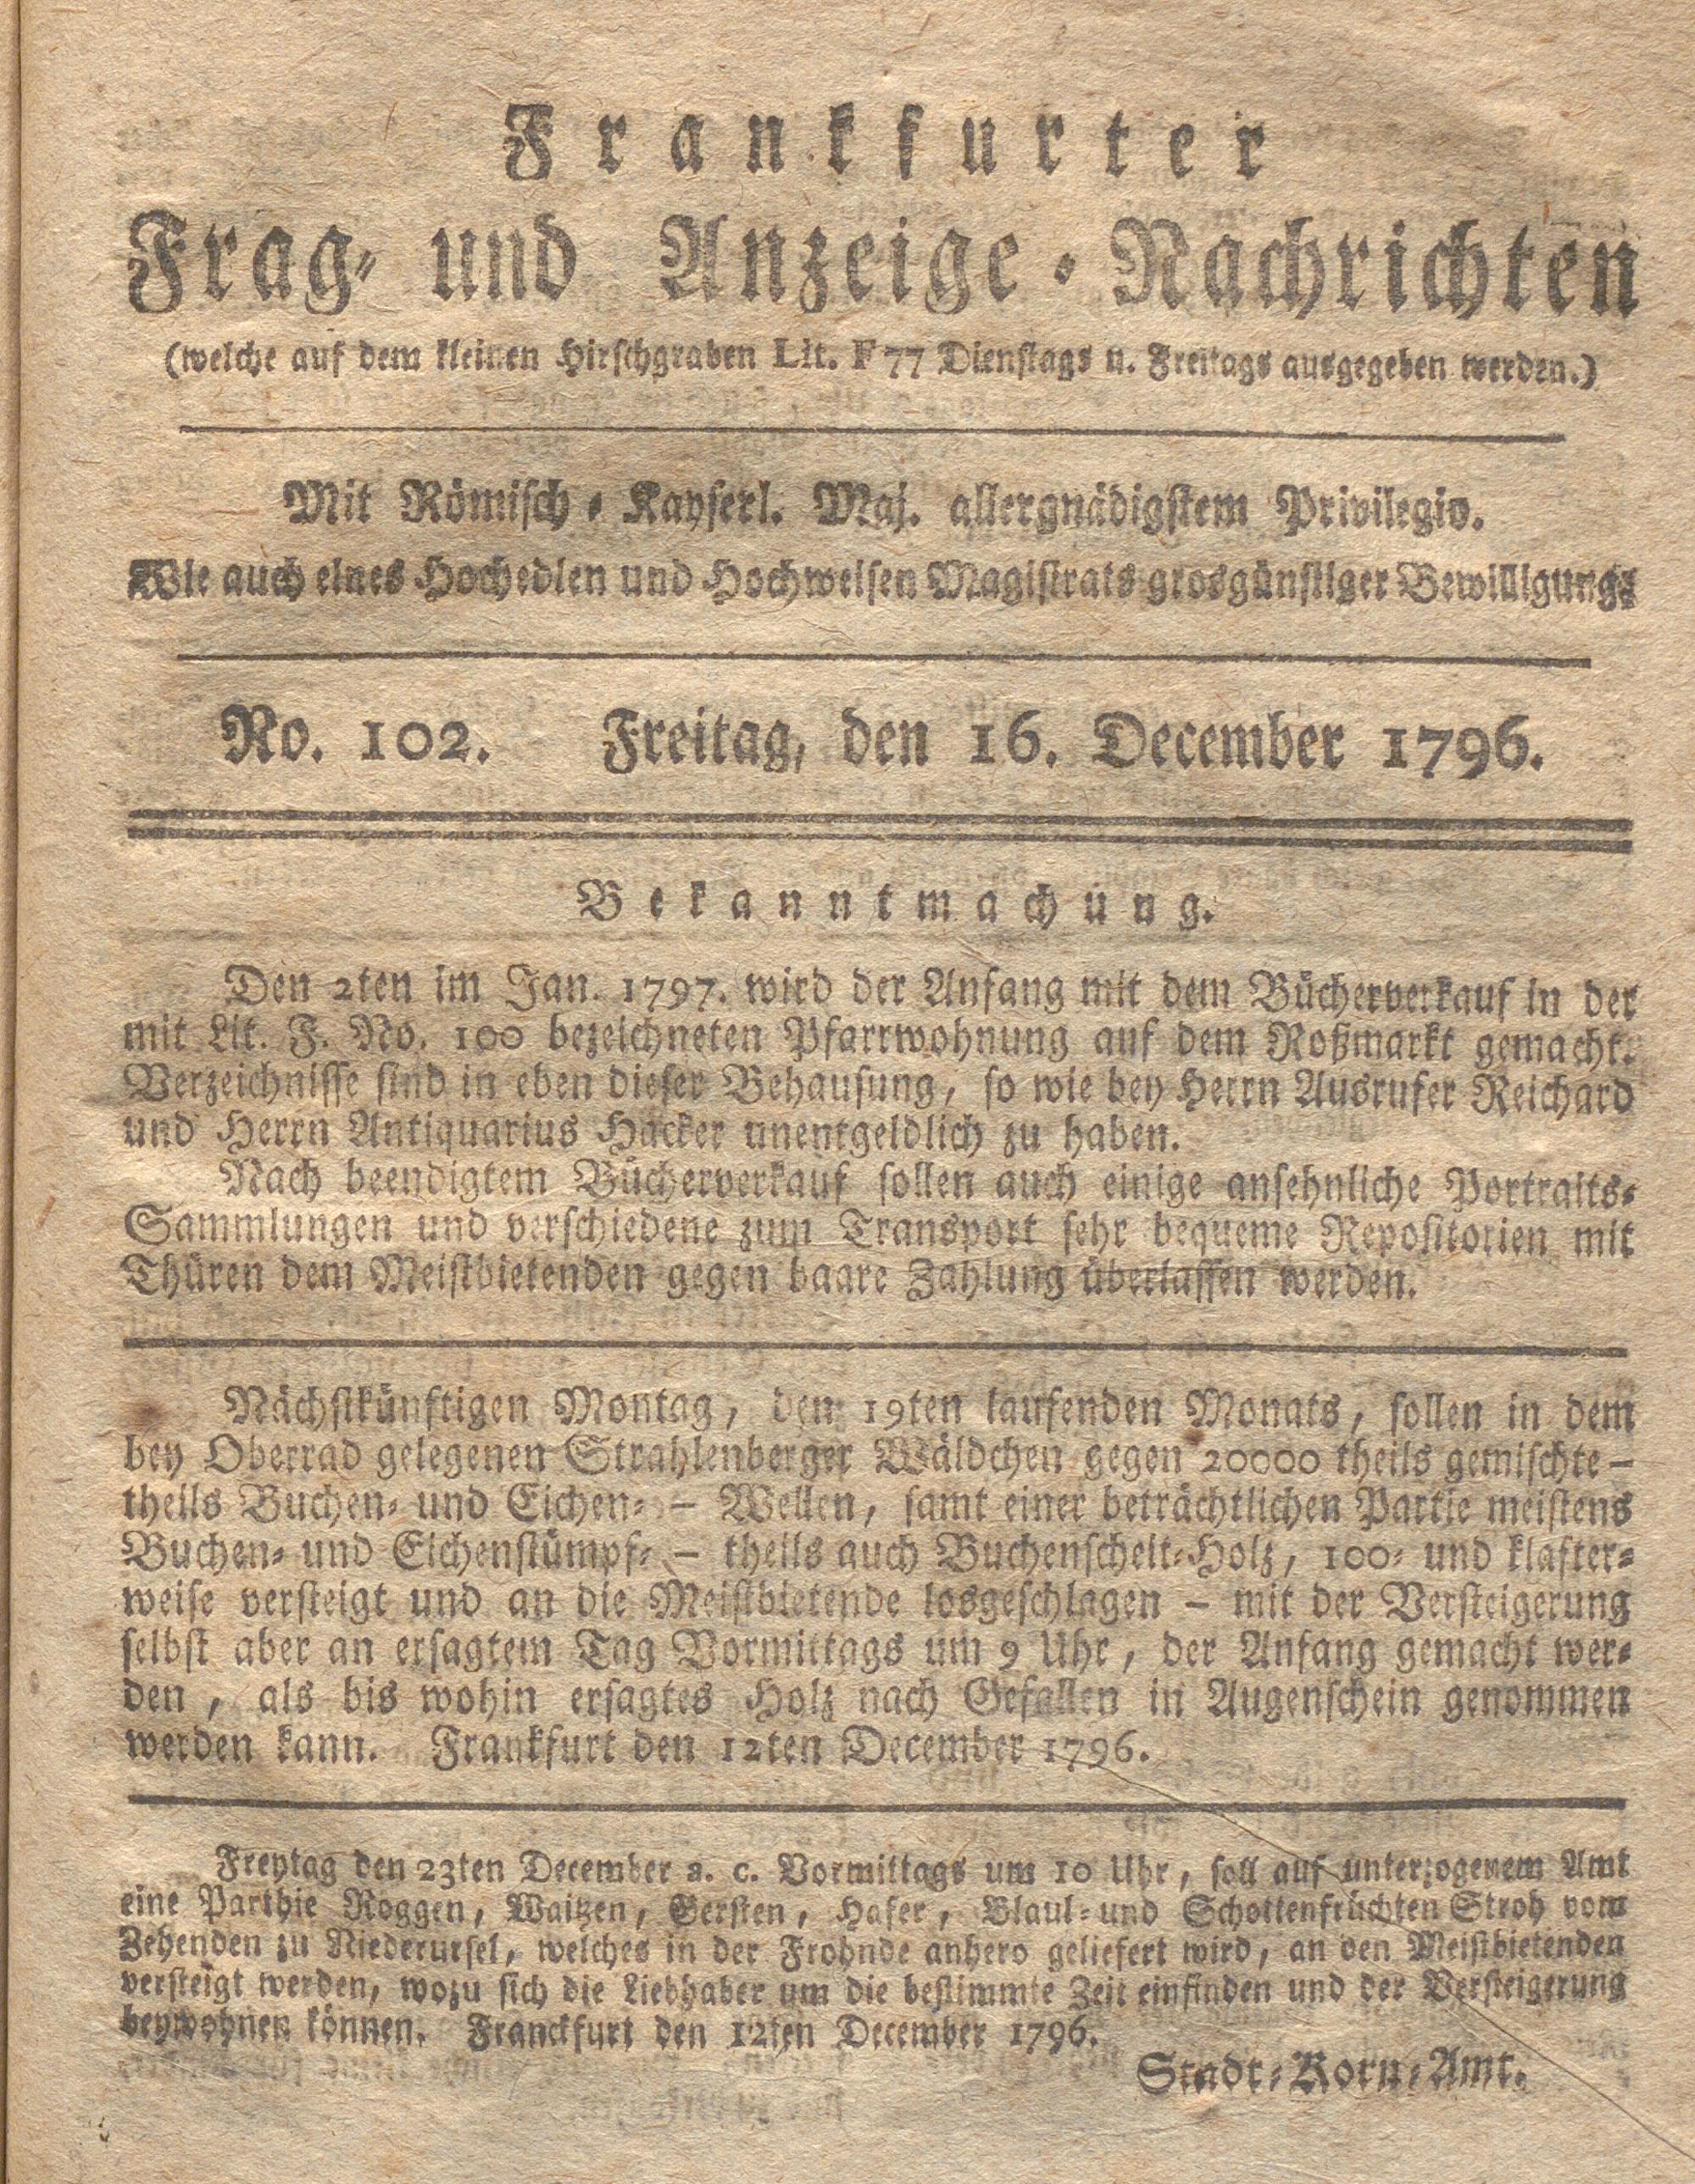 Frankfurter
Frag- und Anzeige-Nachrichten
(welche auf dem kleinen Hirschgraben Lit. F 77 Dienstags u. Freitags ausgegeben werden.)
Mit Römisch-Kayserl. Maj. allergnädigstem Privilegio.
Wie auch eines Hochedlen und Hochweisen Magistrats grosgünstiger Bewilligung.
No. 102. Freitag, den 16. December 1796.
Bekanntmachung.
Den 2ten im Jan. 1797. wird der Anfang mit dem Bücherverkauf in der
mit Lit. F. No. 100 bezeichneten Pfarrwohnung auf dem Roßmarkt gemacht.
Verzeichnisse sind in eben dieser Behausung, so wie bey Herrn Ausrufer Reichard
und Herrn Antiquarius Hacker unentgeldlich zu haben.
Nach beendigtem Bücherverkauf sollen auch einige ansehnliche Portraits-
Sammlungen und verschiedene zum Transport sehr bequeme Repositorien mit
Thüren dem Meistbietenden gegen baare Zahlung überlassen werden.
Nächstkünftigen Montag, den 19ten laufenden Monats, sollen in dem
bey Oberrad gelegenen Strahlenberger Wäldchen gegen 20000 theils gemischte –
theils Buchen- und Eichen- – Wellen, samt einer beträchtlichen Partie meistens
Buchen- und Eichenstümpf- – theils auch Buchenscheit-Holz, 100- und klafter-
weise versteigt und an die Meistbietende losgeschlagen – mit der Versteigerung
selbst aber an ersagtem Tag Vormittags um 9 Uhr, der Anfang gemacht wer-
den, als bis wohin ersagtes Holz nach Gefallen in Augenschein genommen
werden kann. Frankfurt den 12ten December 1796.
Freytag den 23ten December a. c. Vormittags um 10 Uhr, soll auf unterzogenem Amt
eine Parthie Roggen, Waitzen, Gersten, Hafer, Blaul- und Schottenfrüchten Stroh vom
Zehenden zu Niederursel, welches in der Frohnde anhero geliefert wird, an den Meistbietenden
versteigt werden, wozu sich die Liebhaber um die bestimmte Zeit einfinden und der Versteigerung
beywohnen können. Franckfurt den 12ten December 1796.
Stadt-Korn-Amt.